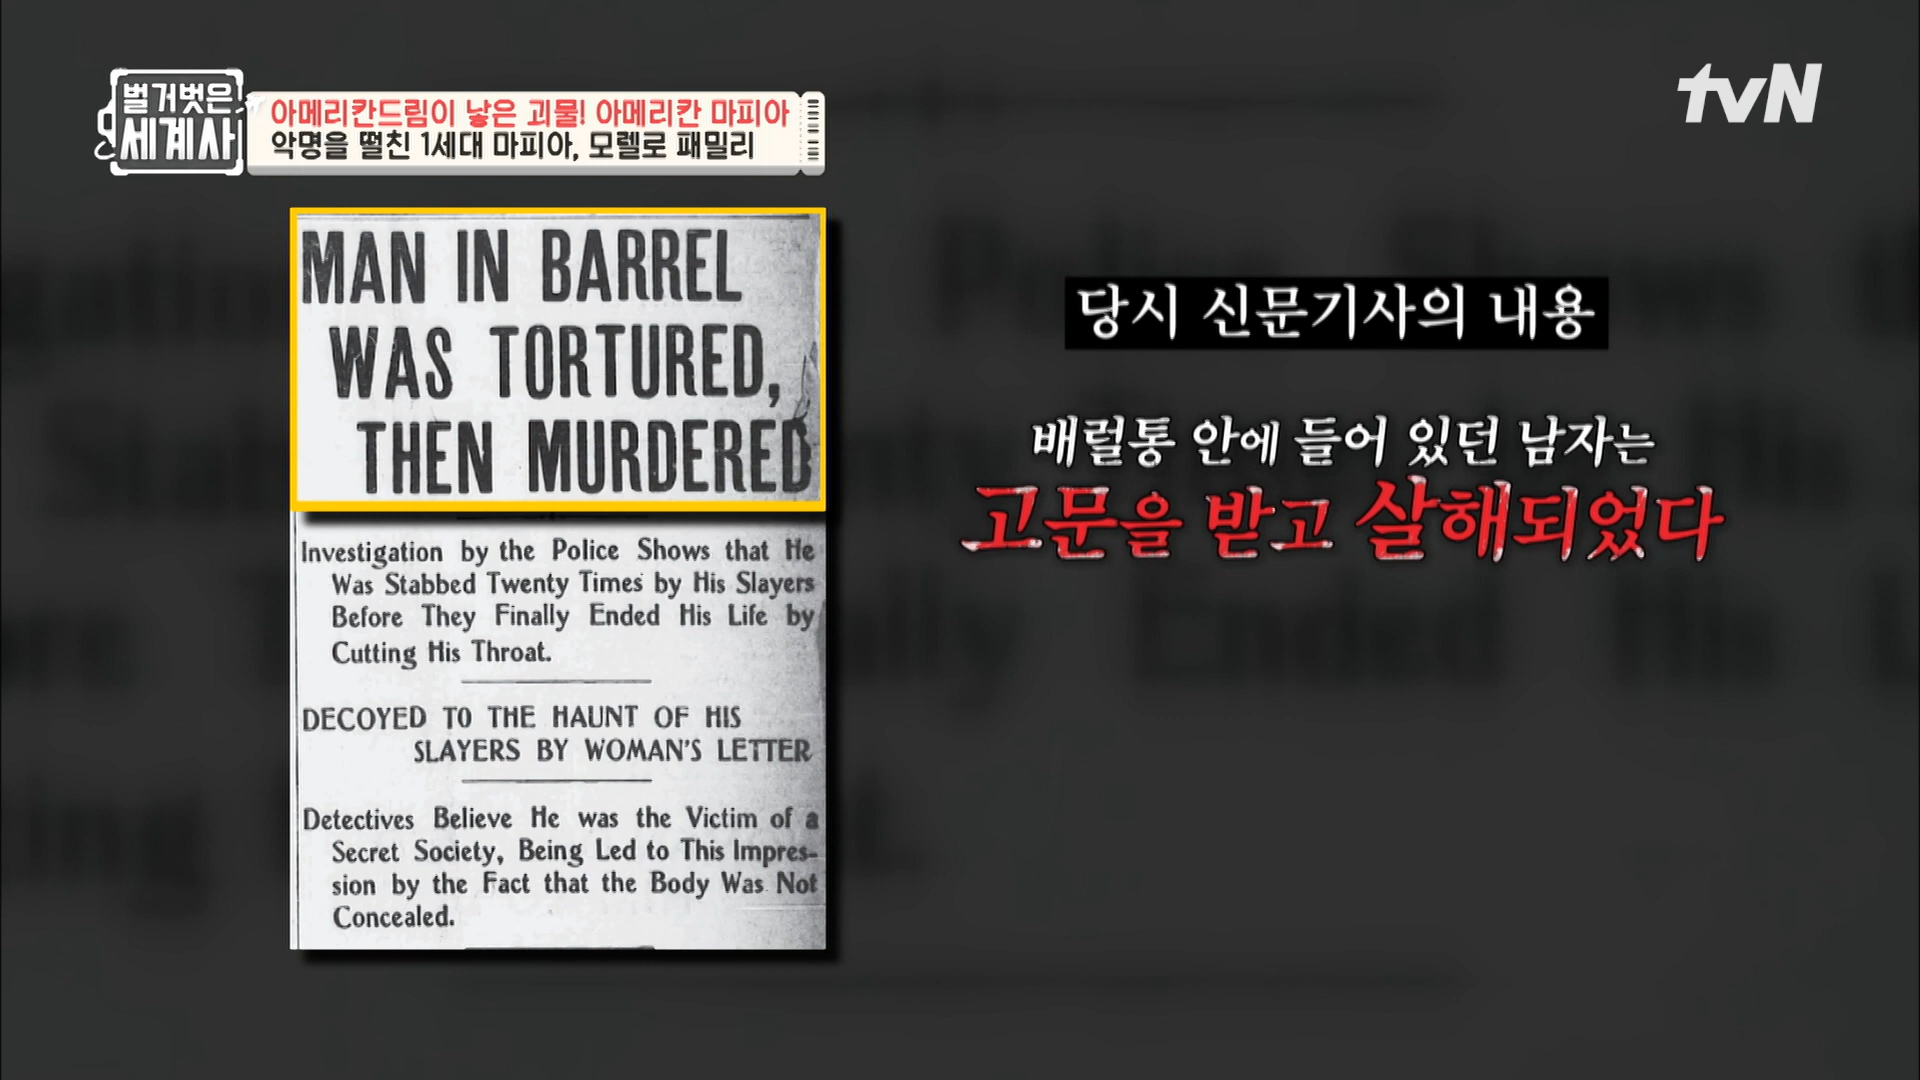 벌거벗은
세계사
아메리칸드림이 낳은 괴물! 아메리칸 마피아
악명을 떨친 1세대 마피아, 모렐로 패밀리
tvN
MAN IN BARREL
WAS TORTURED,
THEN MURDERED
Investigation by the Police Shows that He
Was Stabbed Twenty Times by His Slayers
Before They Finally Ended His Life by
Cutting His Throat.
DECOYED TO THE HAUNT OF HIS
SLAYERS BY WOMAN'S LETTER
Detectives Believe He was the Victim of a
Secret Society, Being Led to This Impres-
sion by the Fact that the Body Was Not
Concealed.
당시 신문기사의 내용
배럴통 안에 들어 있던 남자는
고문을 받고 살해되었다